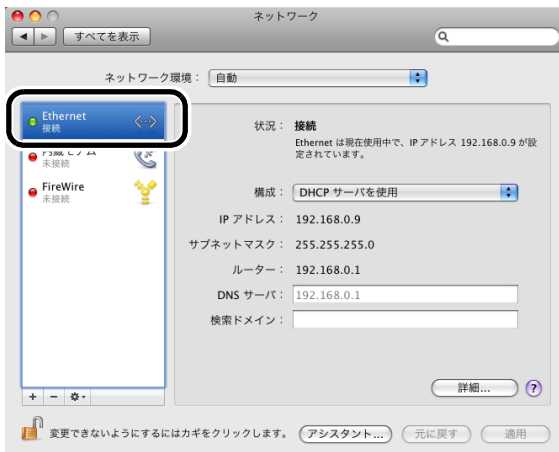 ネットワーク
すべてを表示
ネットワーク環境： 自動
Ethernet
接続
内蔵モデム
未接続
FireWire
未接続
状況： 接続
Ethernet は現在使用中で、IP アドレス 192.168.0.9 が設
定されています。
構成： DHCP サーバを使用
IP アドレス： 192.168.0.9
サブネットマスク： 255.255.255.0
ルーター： 192.168.0.1
DNS サーバ： 192.168.0.1
検索ドメイン：
詳細... ?
変更できないようにするにはカギをクリックします。 アシスタント... 元に戻す 適用